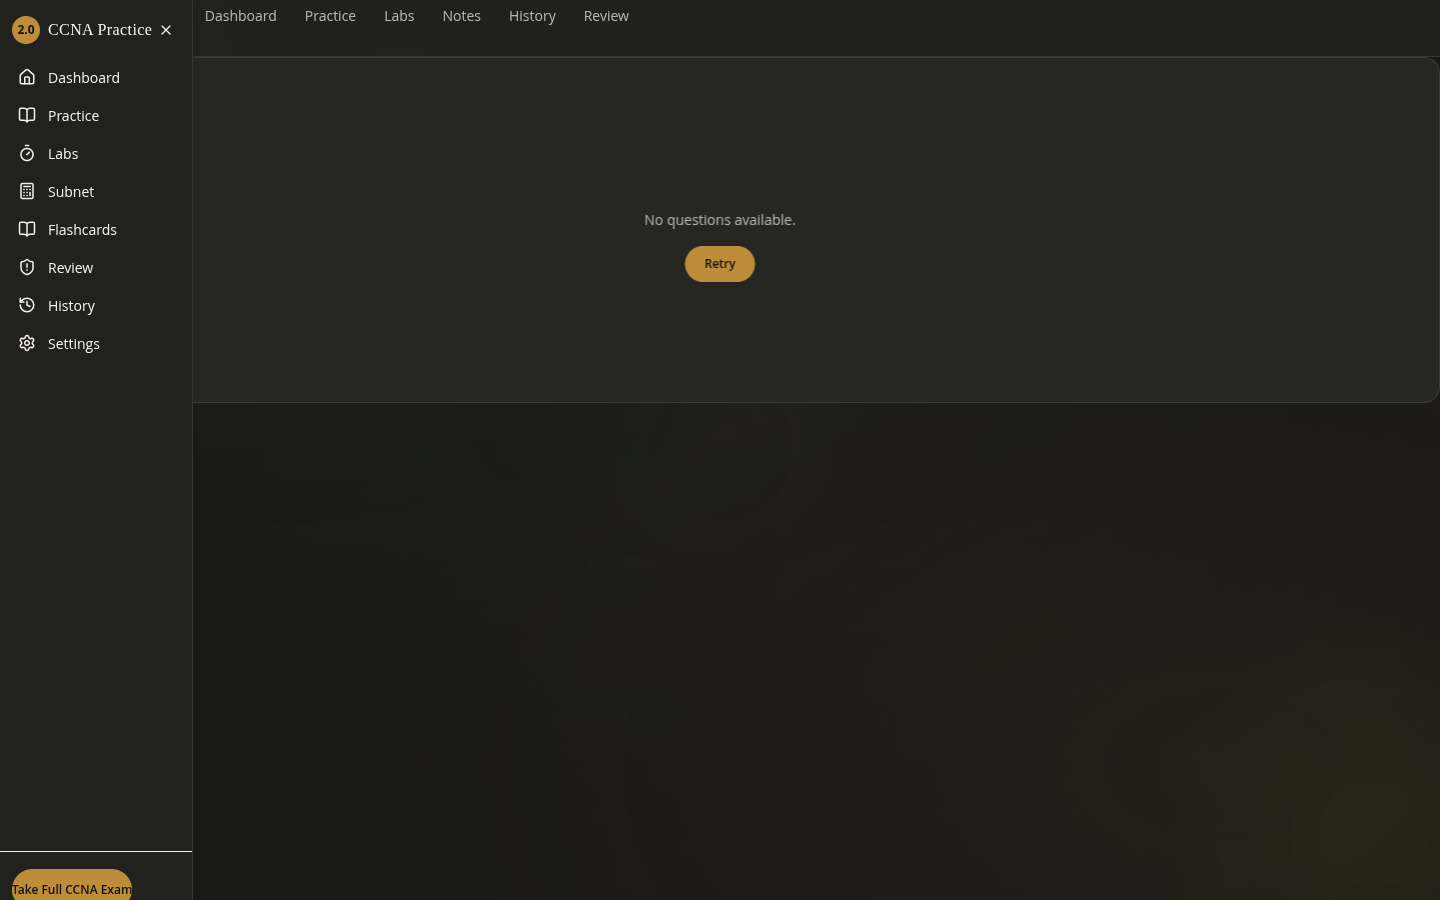 2.0 CCNA Practice
Dashboard
Practice
Labs
Subnet
Flashcards
Review
History
Settings
Take Full CCNA Exam
Dashboard Practice Labs Notes History Review
No questions available.
Retry